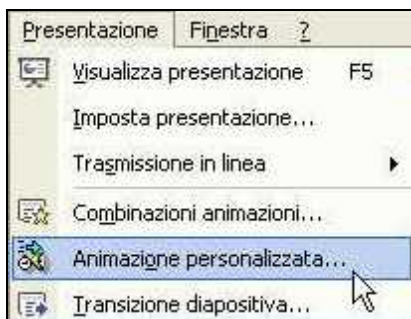 Presentazione Finestra ?
Visualizza presentazione F5
Imposta presentazione...
Trasmissione in linea
Combinazioni animazioni...
Animazione personalizzata...
Transizione diapositiva...